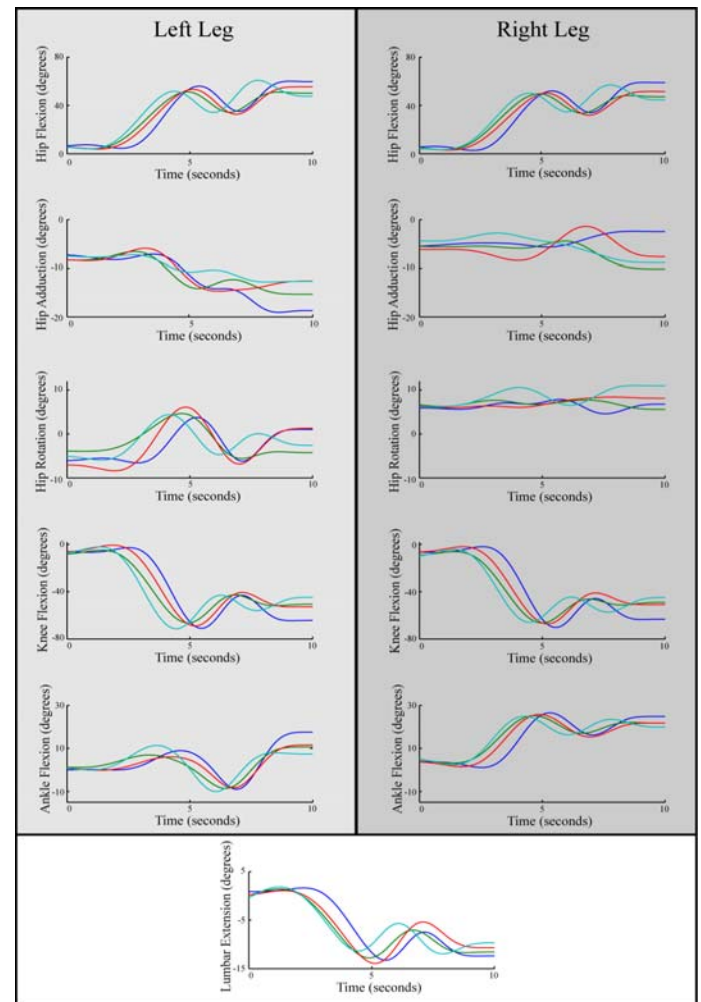 Left Leg
Hip Flexion (degrees)
80
40
0
0
5
10
Time (seconds)
Hip Adduction (degrees)
0
-10
-20
0
5
10
Time (seconds)
Hip Rotation (degrees)
10
0
-10
0
5
10
Time (seconds)
Knee Flexion (degrees)
0
-40
-80
0
5
10
Time (seconds)
Ankle Flexion (degrees)
30
10
-10
0
5
10
Time (seconds)
Right Leg
Hip Flexion (degrees)
80
40
0
0
5
10
Time (seconds)
Hip Adduction (degrees)
0
-10
-20
0
5
10
Time (seconds)
Hip Rotation (degrees)
10
0
-10
0
5
10
Time (seconds)
Knee Flexion (degrees)
0
-40
-80
0
5
10
Time (seconds)
Ankle Flexion (degrees)
30
10
-10
0
5
10
Time (seconds)
Lumbar Extension (degrees)
5
-5
-15
0
5
10
Time (seconds)